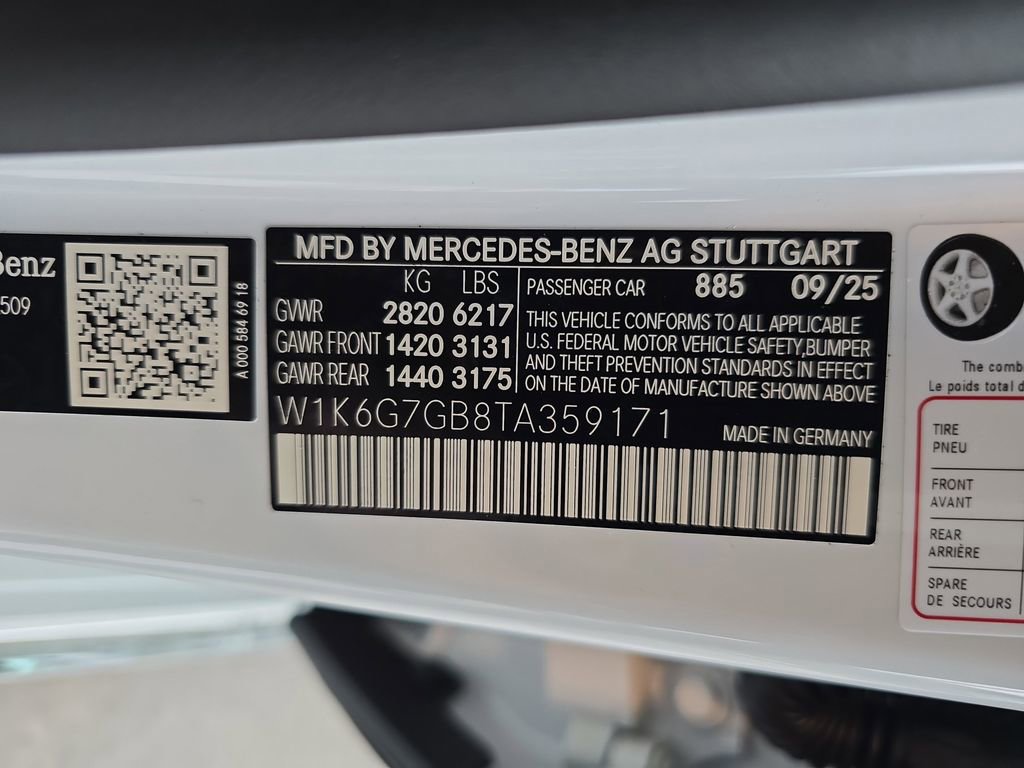 Benz
509
A 000 584 69 18
MFD BY MERCEDES-BENZ AG STUTTGART
KG LBS
GVWR 2820 6217
GAWR FRONT 1420 3131
GAWR REAR 1440 3175
PASSENGER CAR 885 09/25
THIS VEHICLE CONFORMS TO ALL APPLICABLE
U.S. FEDERAL MOTOR VEHICLE SAFETY,BUMPER
AND THEFT PREVENTION STANDARDS IN EFFECT
ON THE DATE OF MANUFACTURE SHOWN ABOVE
W1K6G7GB8TA359171
MADE IN GERMANY
The comb
Le poids total d
TIRE
PNEU
FRONT
AVANT
REAR
ARRIÈRE
SPARE
DE SECOURS